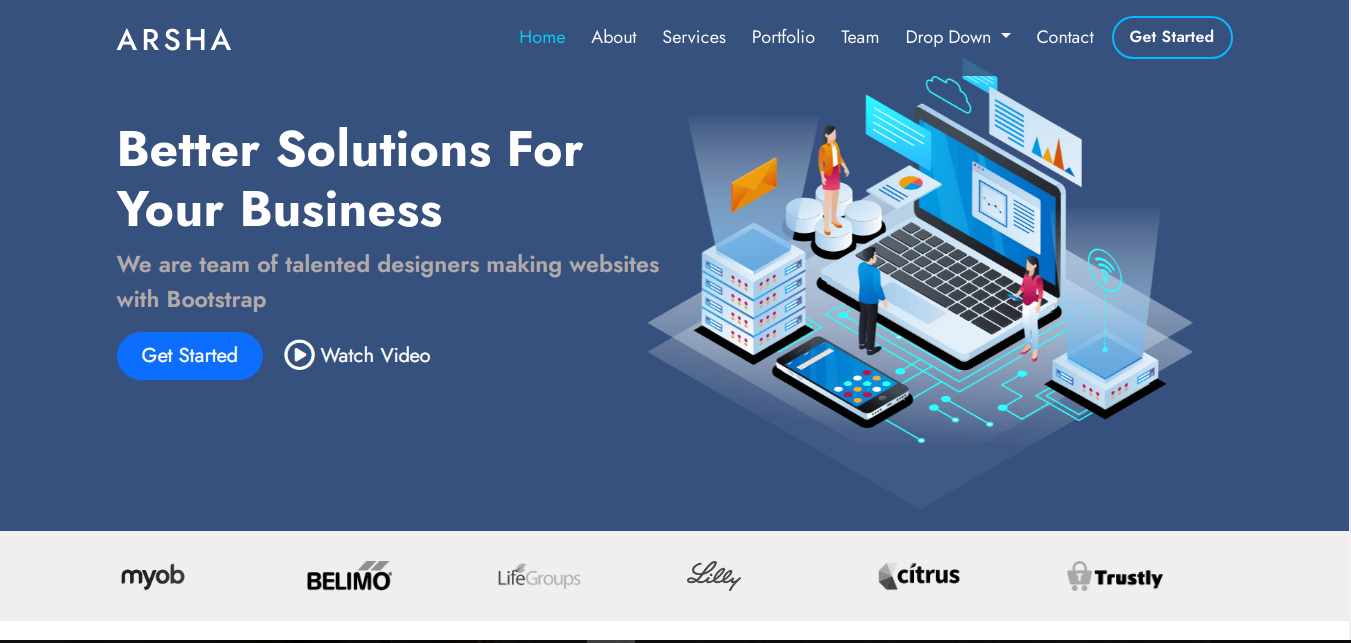 ARSHA
Home About Services Portfolio Team Drop Down Contact Get Started
Better Solutions For
Your Business
We are team of talented designers making websites
with Bootstrap
Get Started Watch Video
myob BELIMO LifeGroups Lilly cítrus Trustly